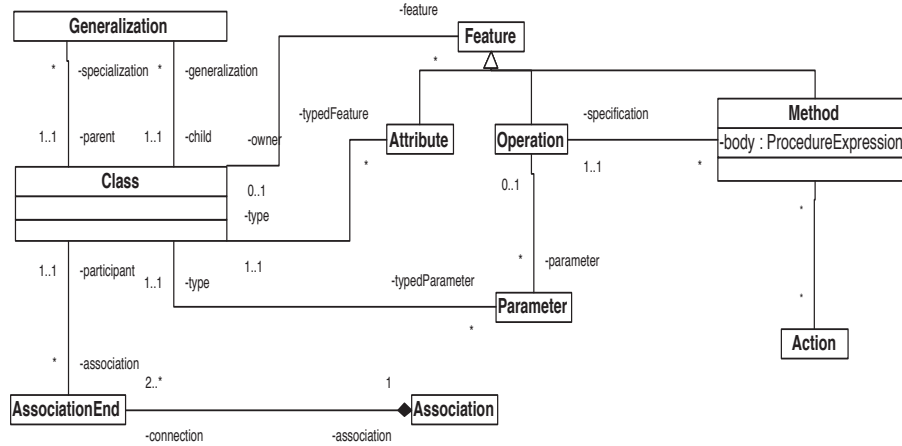 -feature
Generalization
Feature
*
-specialization
*
-generalization
*
1..1
-parent
1..1
-child
-owner
-typedFeature
Attribute
Operation
-specification
Method
-body : ProcedureExpression
*
1..1
*
Class
0..1
-type
0..1
*
1..1
-participant
1..1
-type
1..1
-typedParameter
*
-parameter
Parameter
*
*
Action
*
-association
2..*
1
AssociationEnd
Association
-connection
-association